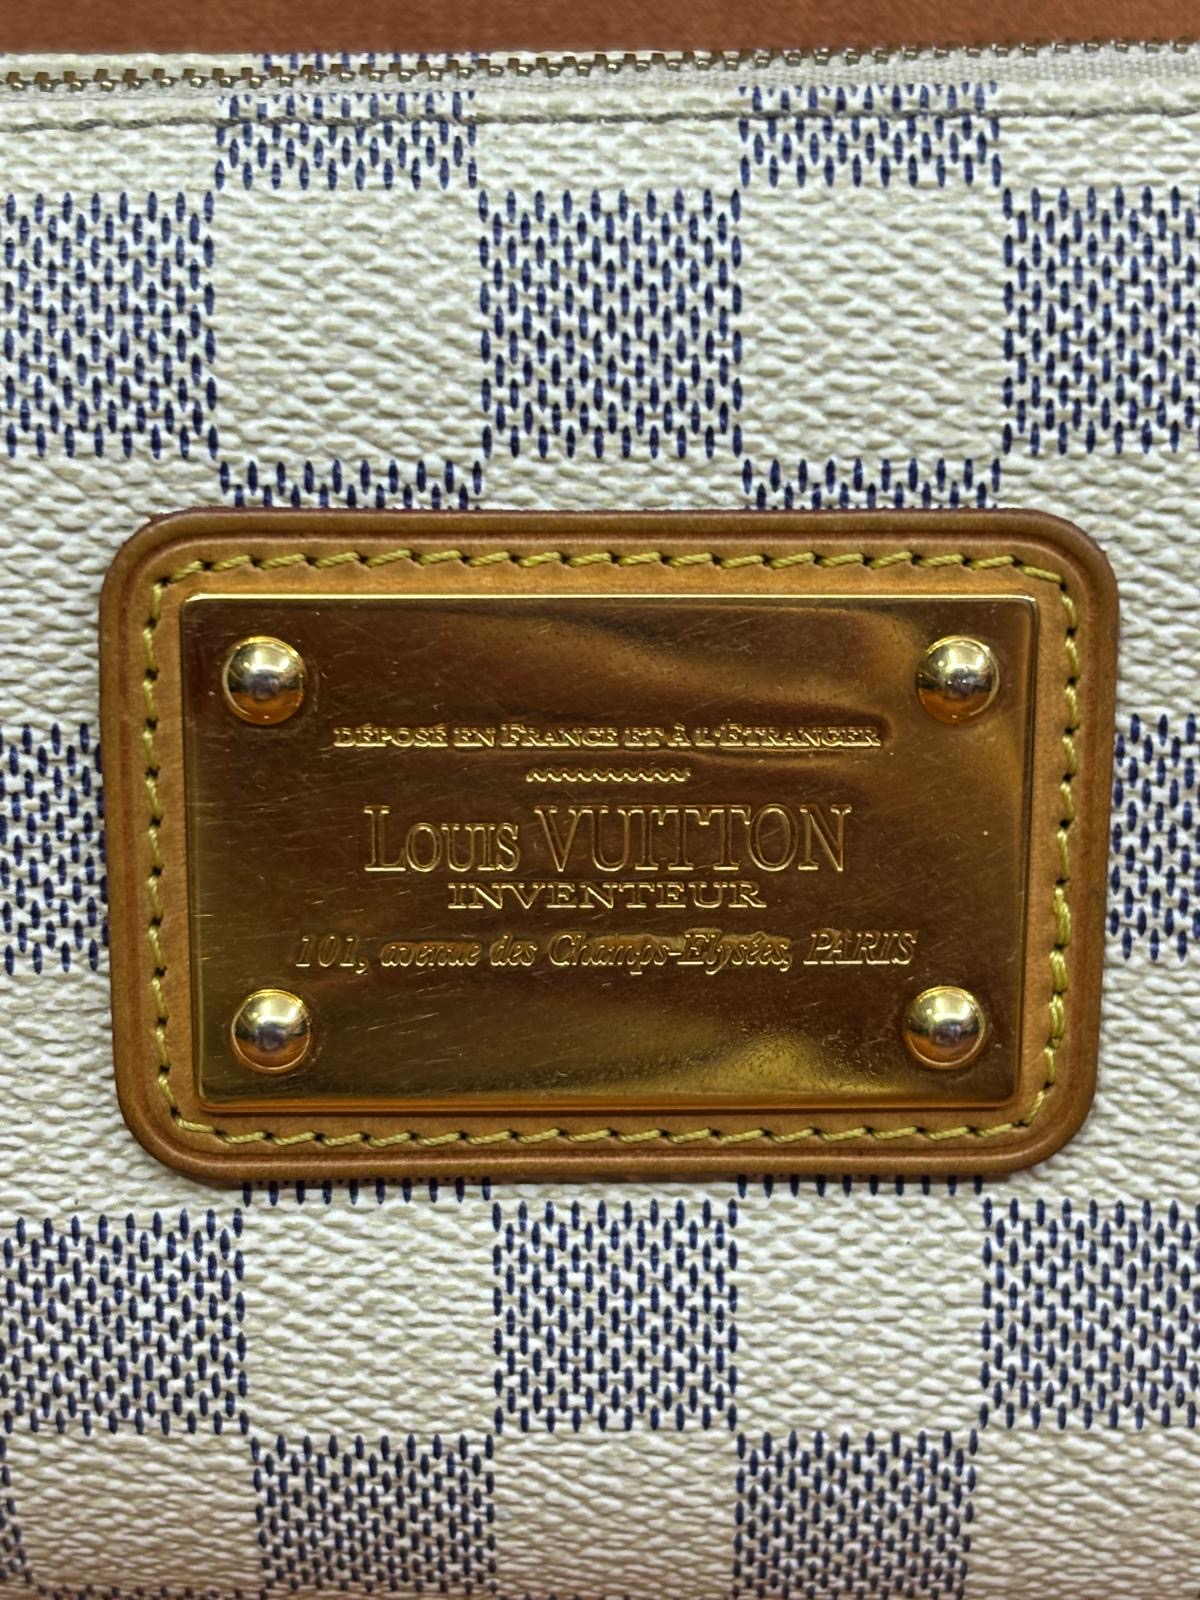 DÉPOSÉ EN FRANCE ET À L'ÉTRANGER
LOUIS VUITTON
INVENTEUR
101, avenue des Champs-Elysées, PARIS